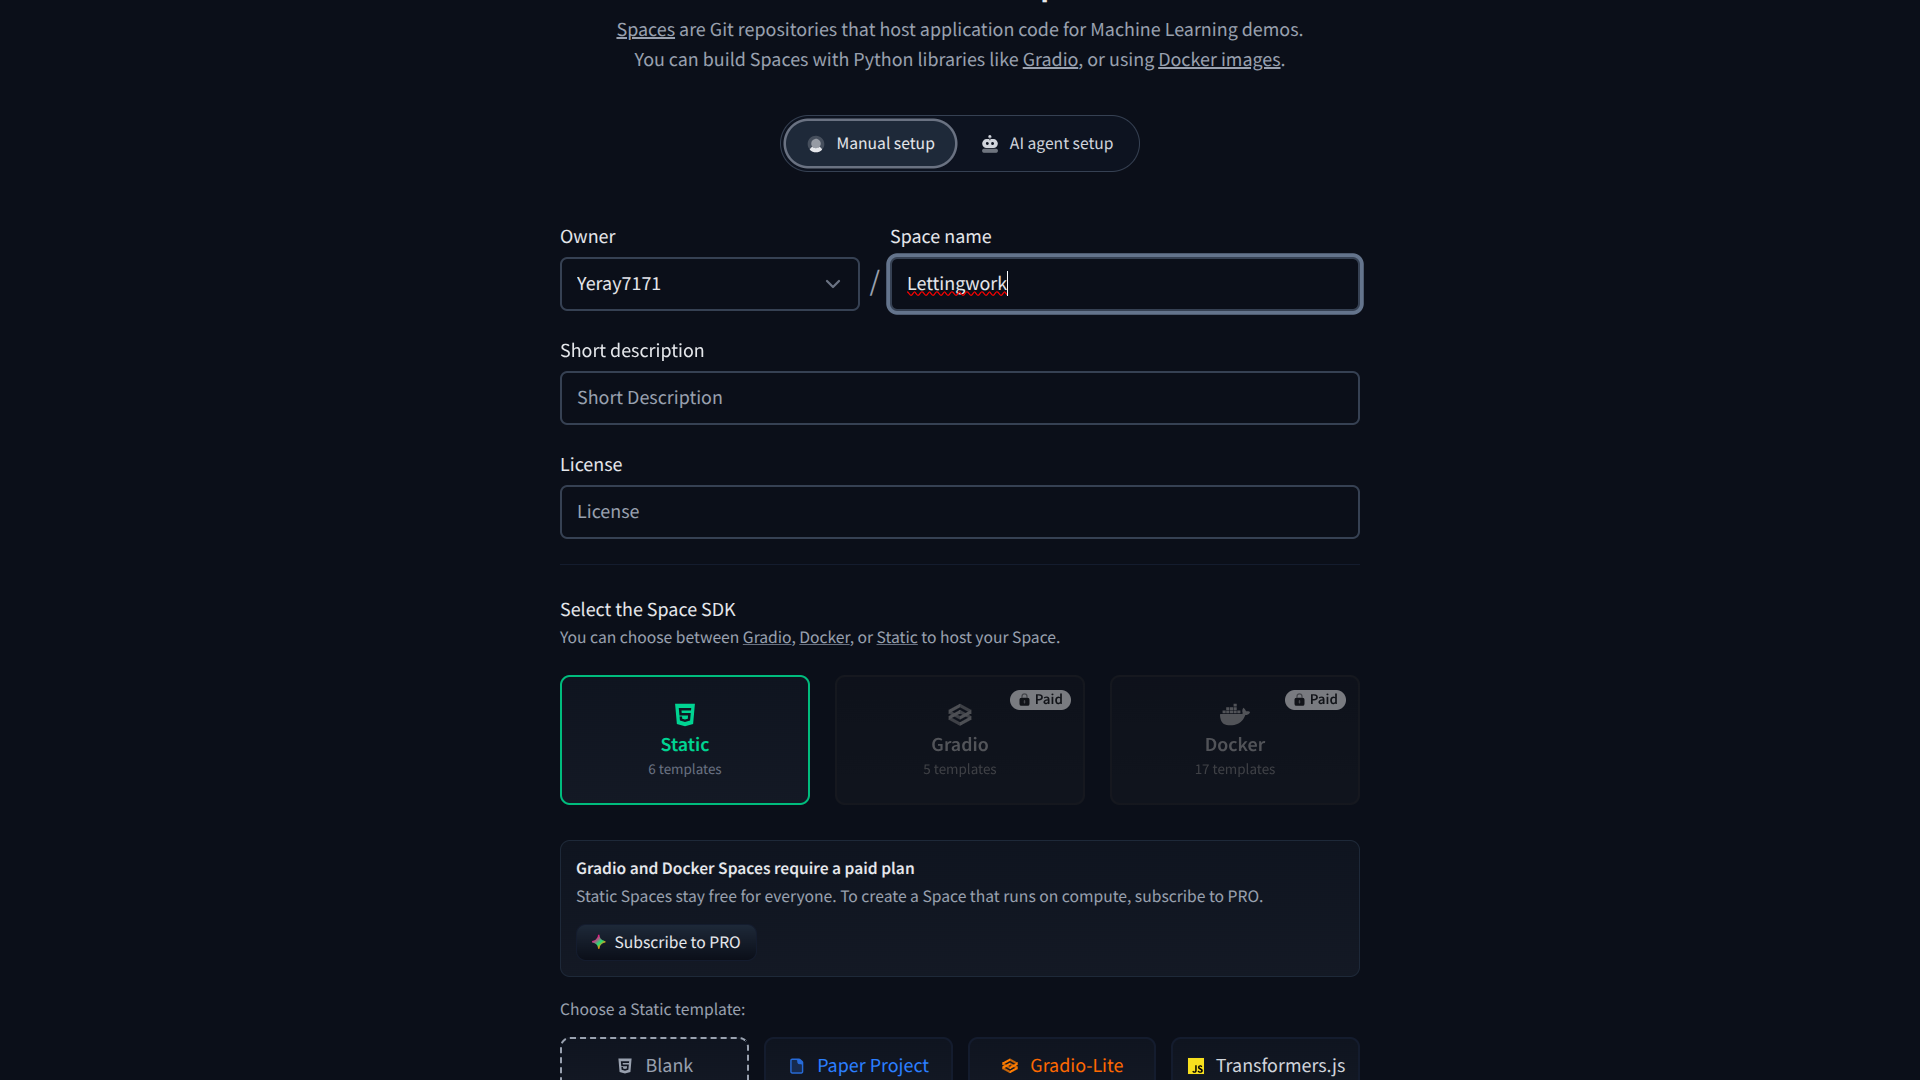 Spaces are Git repositories that host application code for Machine Learning demos.
You can build Spaces with Python libraries like Gradio, or using Docker images.
Manual setup
AI agent setup
Owner
Space name
Yeray7171
/
Lettingwork
Short description
Short Description
License
License
Select the Space SDK
You can choose between Gradio, Docker, or Static to host your Space.
Static
6 templates
Paid
Gradio
5 templates
Paid
Docker
17 templates
Gradio and Docker Spaces require a paid plan
Static Spaces stay free for everyone. To create a Space that runs on compute, subscribe to PRO.
Subscribe to PRO
Choose a Static template:
Blank
Paper Project
Gradio-Lite
JS
Transformers.js